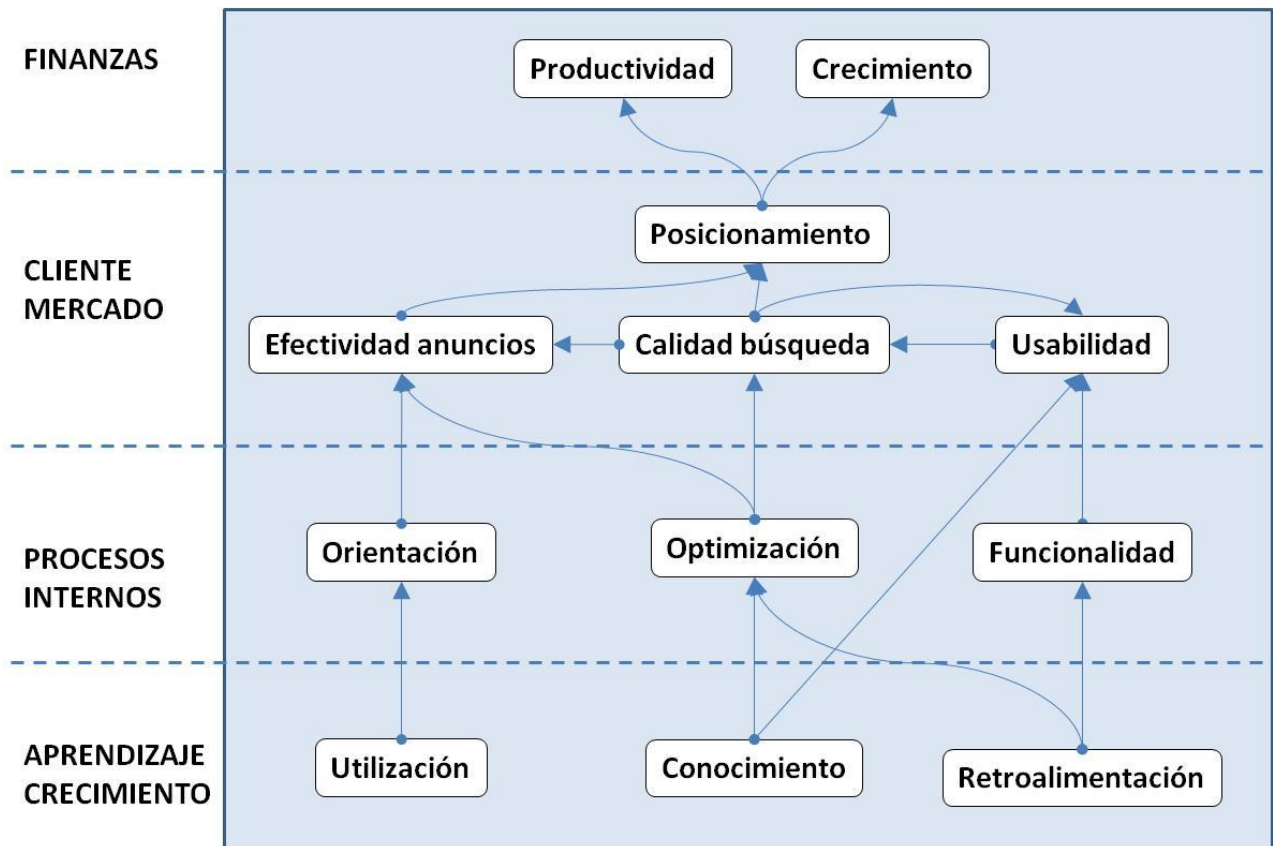 FINANZAS
Productividad
Crecimiento
CLIENTE
MERCADO
Posicionamiento
Efectividad anuncios
Calidad búsqueda
Usabilidad
PROCESOS
INTERNOS
Orientación
Optimización
Funcionalidad
APRENDIZAJE
CRECIMIENTO
Utilización
Conocimiento
Retroalimentación